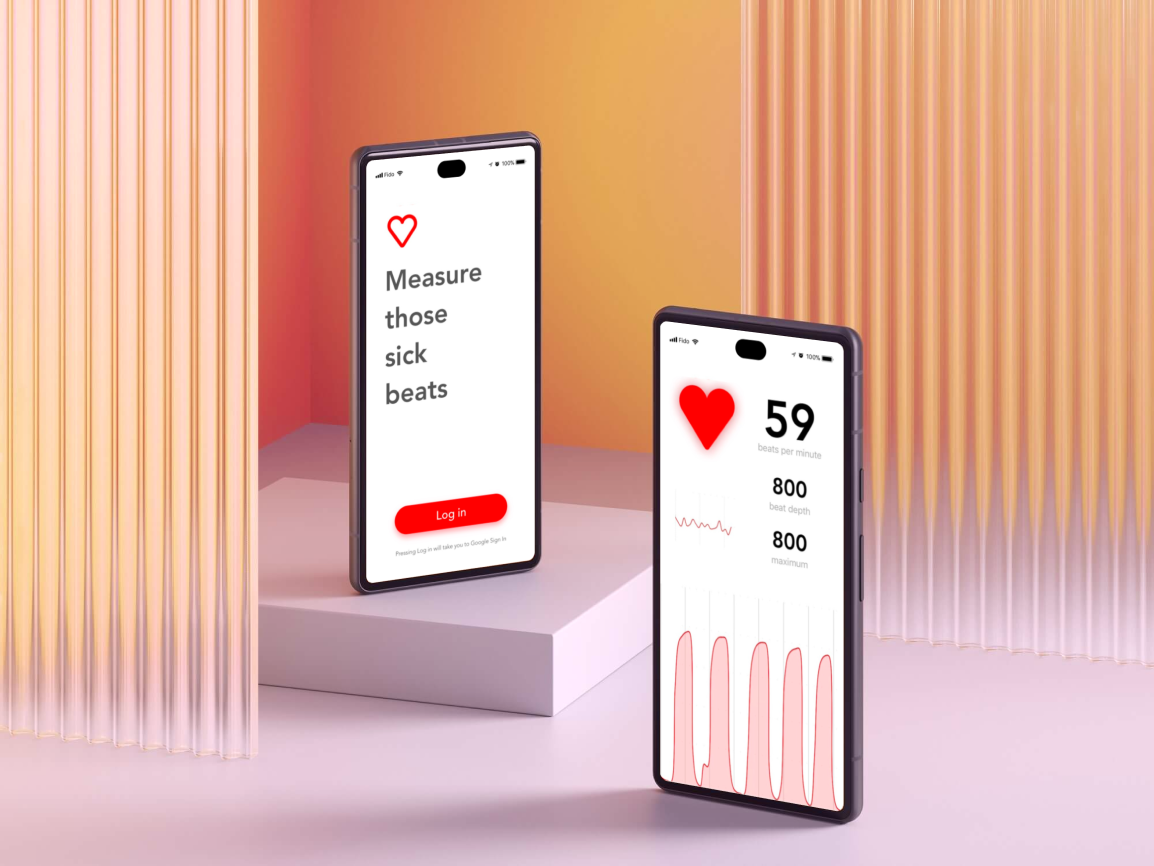 Fido
100%
Measure
those
sick
beats
Log in
Pressing Log in will take you to Google Sign In
Fido
100%
59
beats per minute
800
beat depth
800
maximum